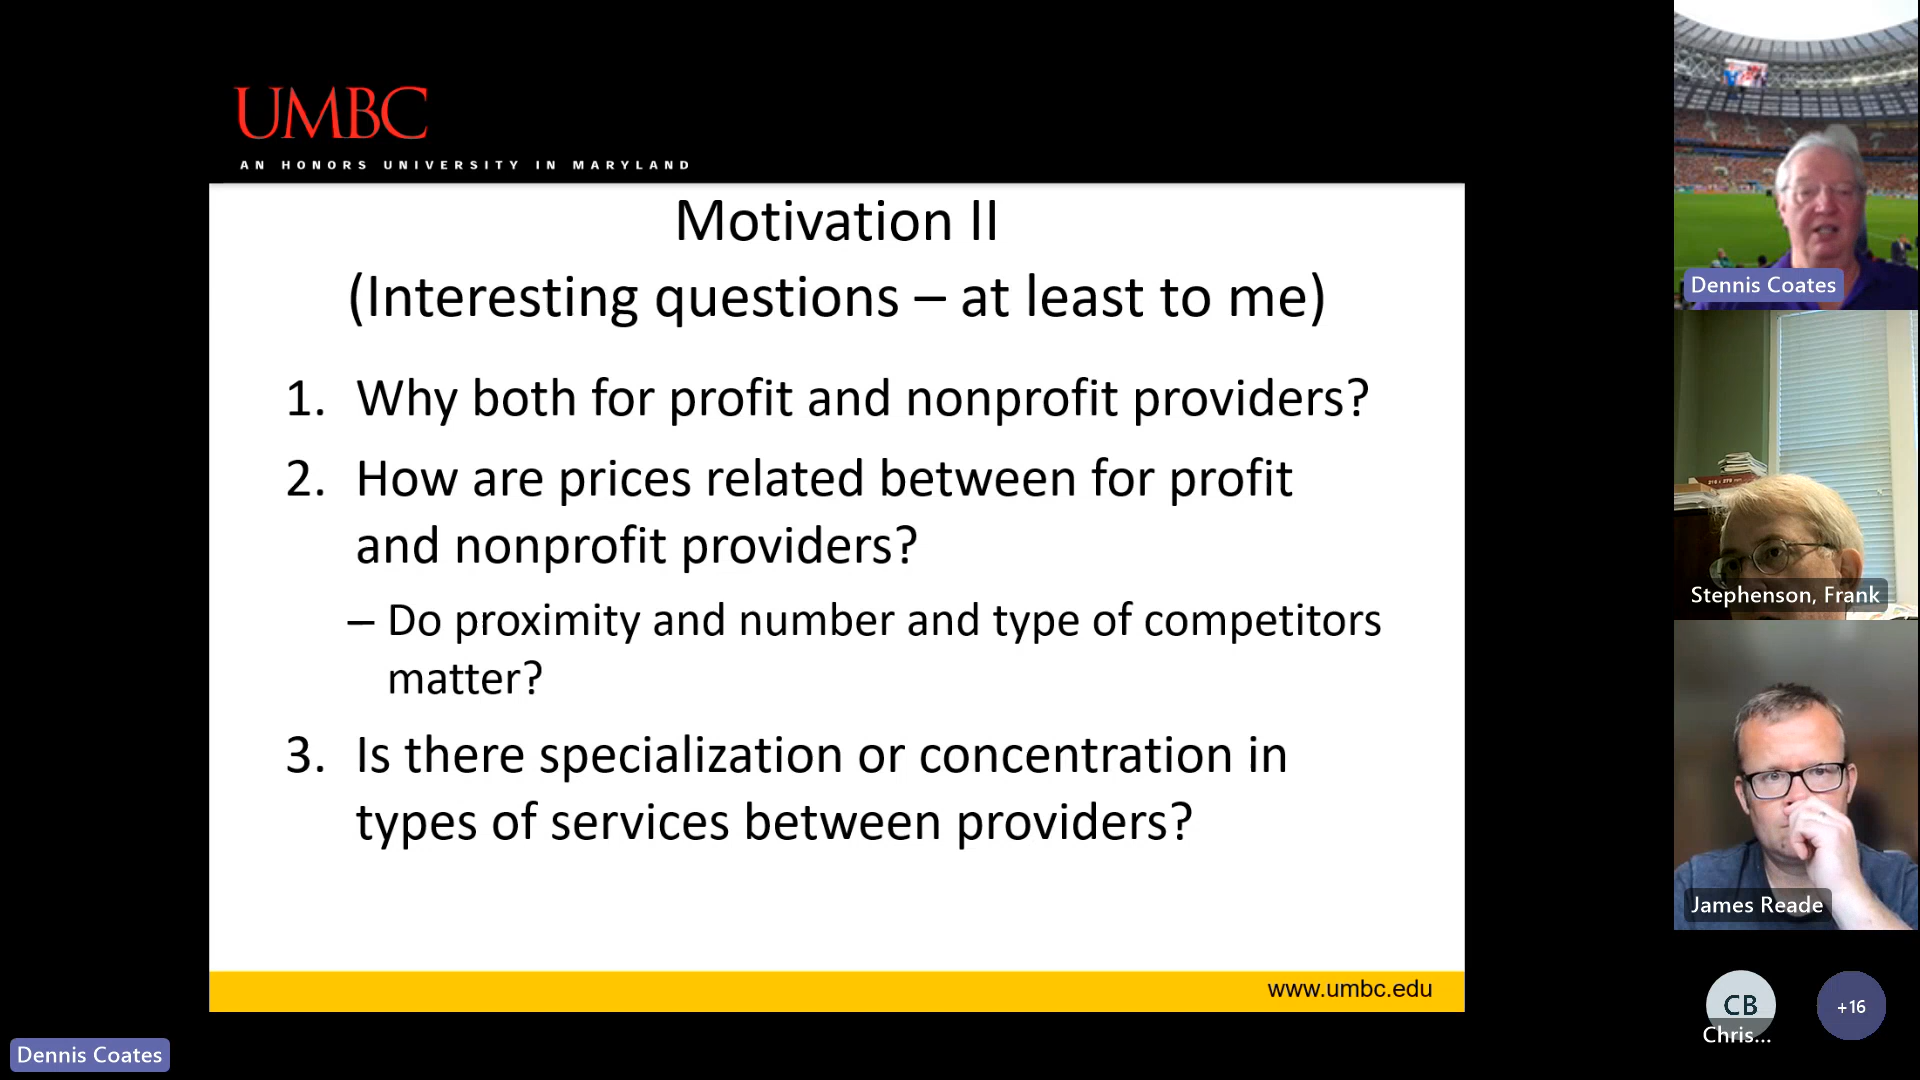 UMBC
AN HONORS UNIVERSITY IN MARYLAND
Motivation II
(Interesting questions – at least to me)
1. Why both for profit and nonprofit providers?
2. How are prices related between for profit
and nonprofit providers?
– Do proximity and number and type of competitors
matter?
3. Is there specialization or concentration in
types of services between providers?
www.umbc.edu
Dennis Coates
Dennis Coates
Stephenson, Frank
James Reade
CB
Chris...
+16